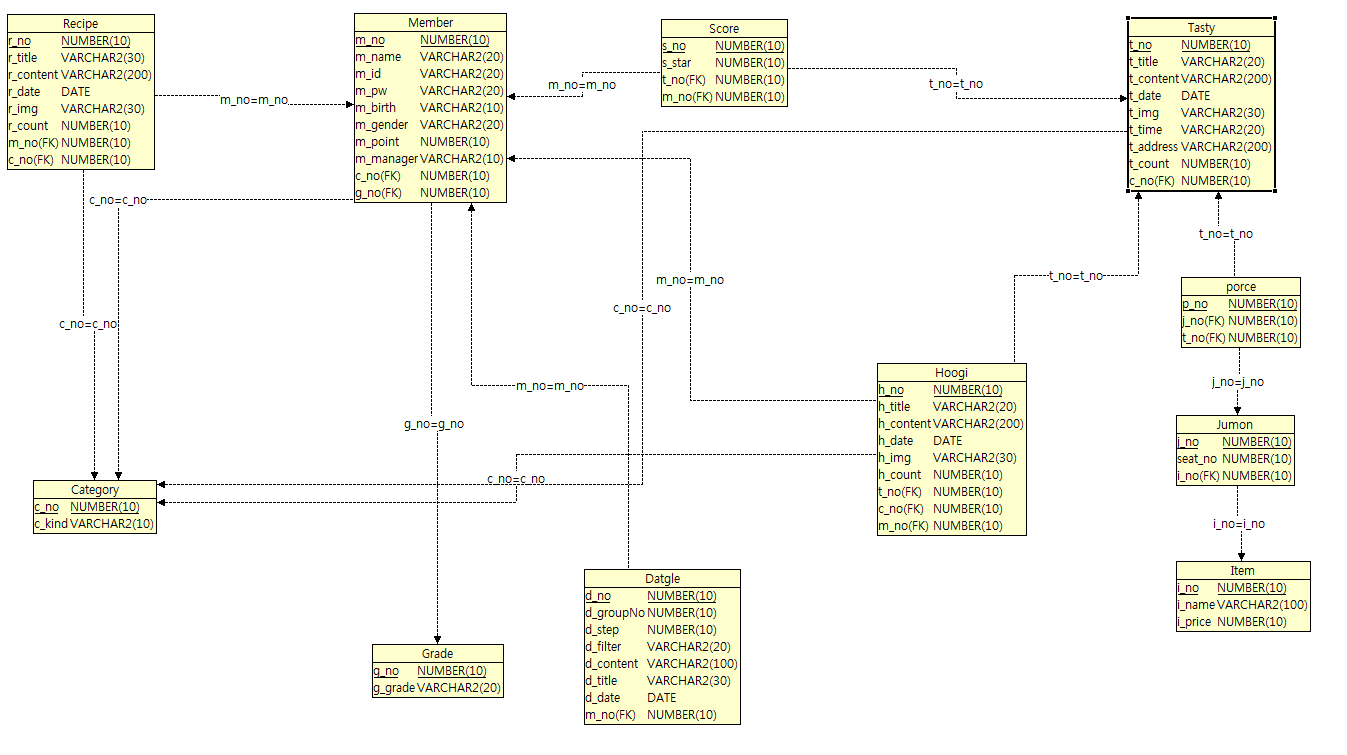 Recipe
r_no NUMBER(10)
r_title VARCHAR2(30)
r_content VARCHAR2(200)
r_date DATE
r_img VARCHAR2(30)
r_count NUMBER(10)
m_no(FK) NUMBER(10)
c_no(FK) NUMBER(10)
m_no=m_no
Member
m_no NUMBER(10)
m_name VARCHAR2(20)
m_id VARCHAR2(20)
m_pw VARCHAR2(20)
m_birth VARCHAR2(10)
m_gender VARCHAR2(20)
m_point NUMBER(10)
m_manager VARCHAR2(10)
c_no(FK) NUMBER(10)
g_no(FK) NUMBER(10)
m_no=m_no
Score
s_no NUMBER(10)
s_star NUMBER(10)
t_no(FK) NUMBER(10)
m_no(FK) NUMBER(10)
t_no=t_no
Tasty
t_no NUMBER(10)
t_title VARCHAR2(20)
t_content VARCHAR2(200)
t_date DATE
t_img VARCHAR2(30)
t_time VARCHAR2(20)
t_address VARCHAR2(200)
t_count NUMBER(10)
c_no(FK) NUMBER(10)
c_no=c_no
t_no=t_no
m_no=m_no
t_no=t_no
c_no=c_no
c_no=c_no
porce
p_no NUMBER(10)
j_no(FK) NUMBER(10)
t_no(FK) NUMBER(10)
m_no=m_no
j_no=j_no
g_no=g_no
Hoogi
h_no NUMBER(10)
h_title VARCHAR2(20)
h_content VARCHAR2(200)
h_date DATE
h_img VARCHAR2(30)
h_count NUMBER(10)
t_no(FK) NUMBER(10)
c_no(FK) NUMBER(10)
m_no(FK) NUMBER(10)
Jumon
j_no NUMBER(10)
seat_no NUMBER(10)
i_no(FK) NUMBER(10)
c_no=c_no
Category
c_no NUMBER(10)
c_kind VARCHAR2(10)
i_no=i_no
Item
i_no NUMBER(10)
i_name VARCHAR2(100)
i_price NUMBER(10)
Datgle
d_no NUMBER(10)
d_groupNo NUMBER(10)
d_step NUMBER(10)
d_filter VARCHAR2(20)
d_content VARCHAR2(100)
d_title VARCHAR2(30)
d_date DATE
m_no(FK) NUMBER(10)
Grade
g_no NUMBER(10)
g_grade VARCHAR2(20)